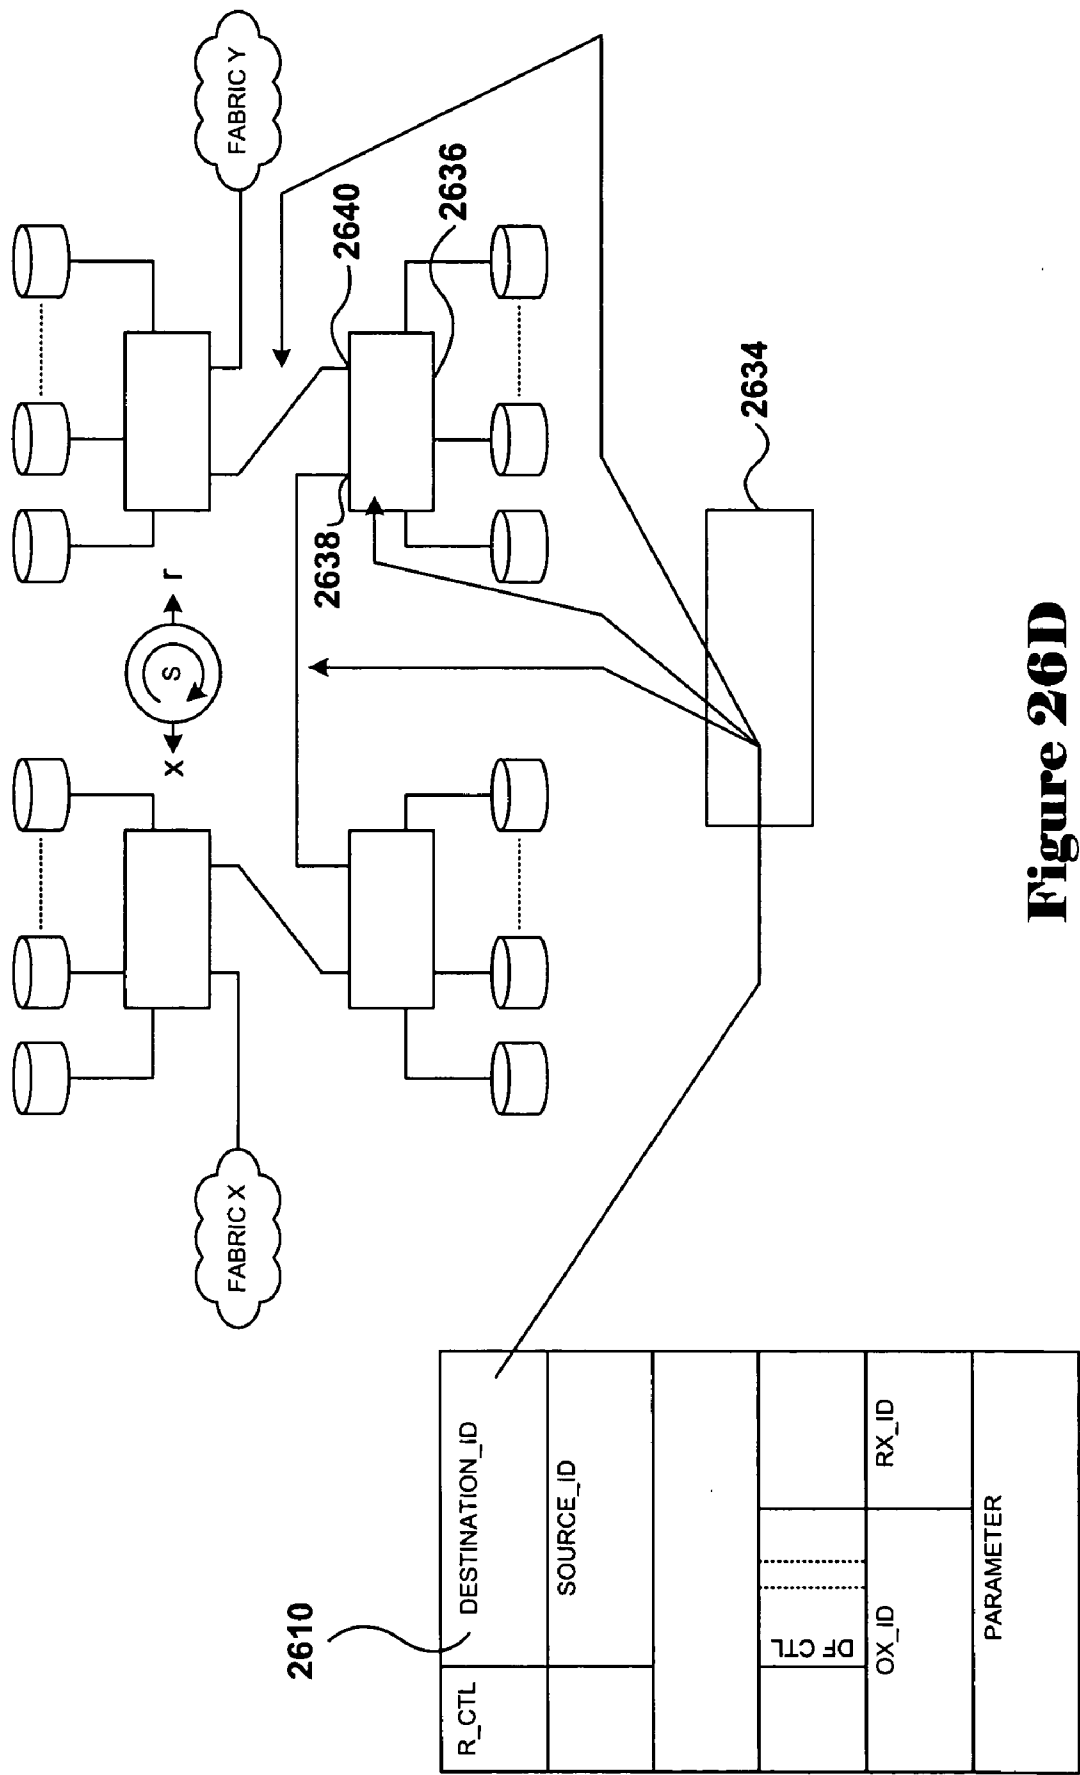 2610
R_CTL
DESTINATION_ID
SOURCE_ID
DF CTL
OX_ID
RX_ID
PARAMETER
FABRIC X
FABRIC Y
x
S
r
2638
2640
2636
2634
Figure 26D